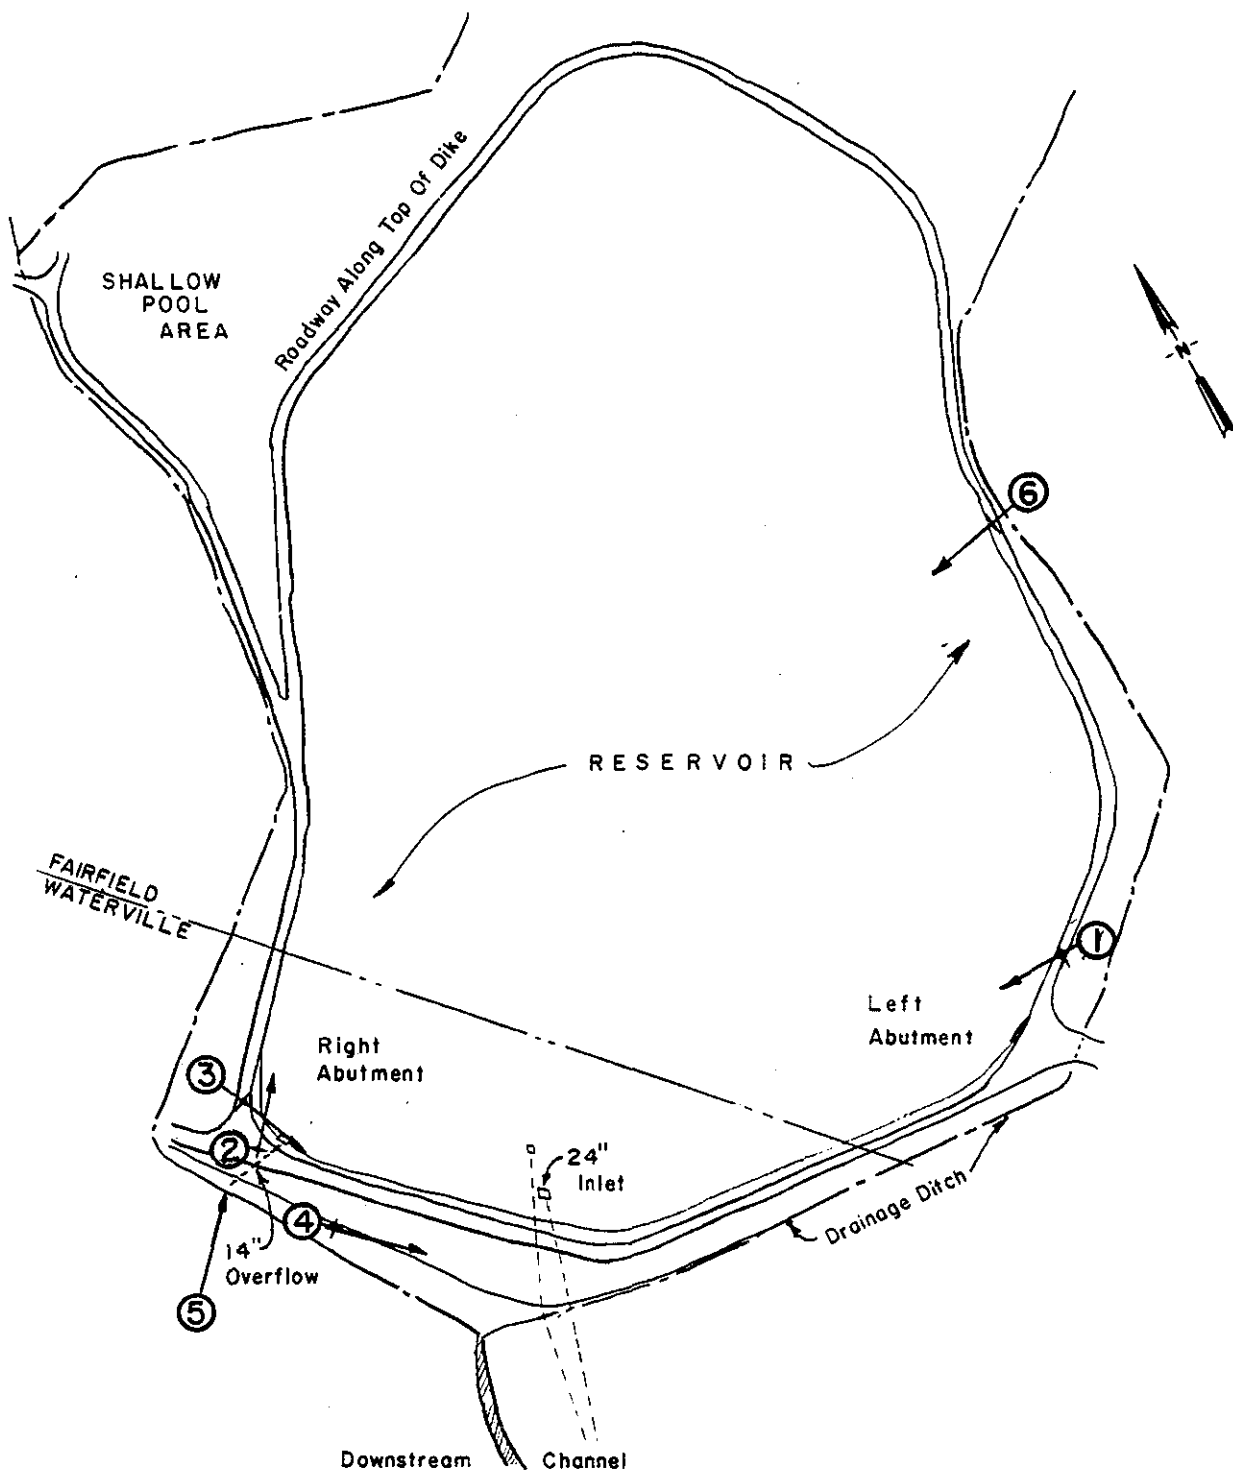 Roadway Along Top Of Dike
SHALLOW
POOL
AREA
N
6
RESERVOIR
FAIRFIELD
WATERVILLE
1
Left
Abutment
Right
Abutment
3
2
24"
Inlet
4
Drainage Ditch
14"
Overflow
5
Downstream Channel